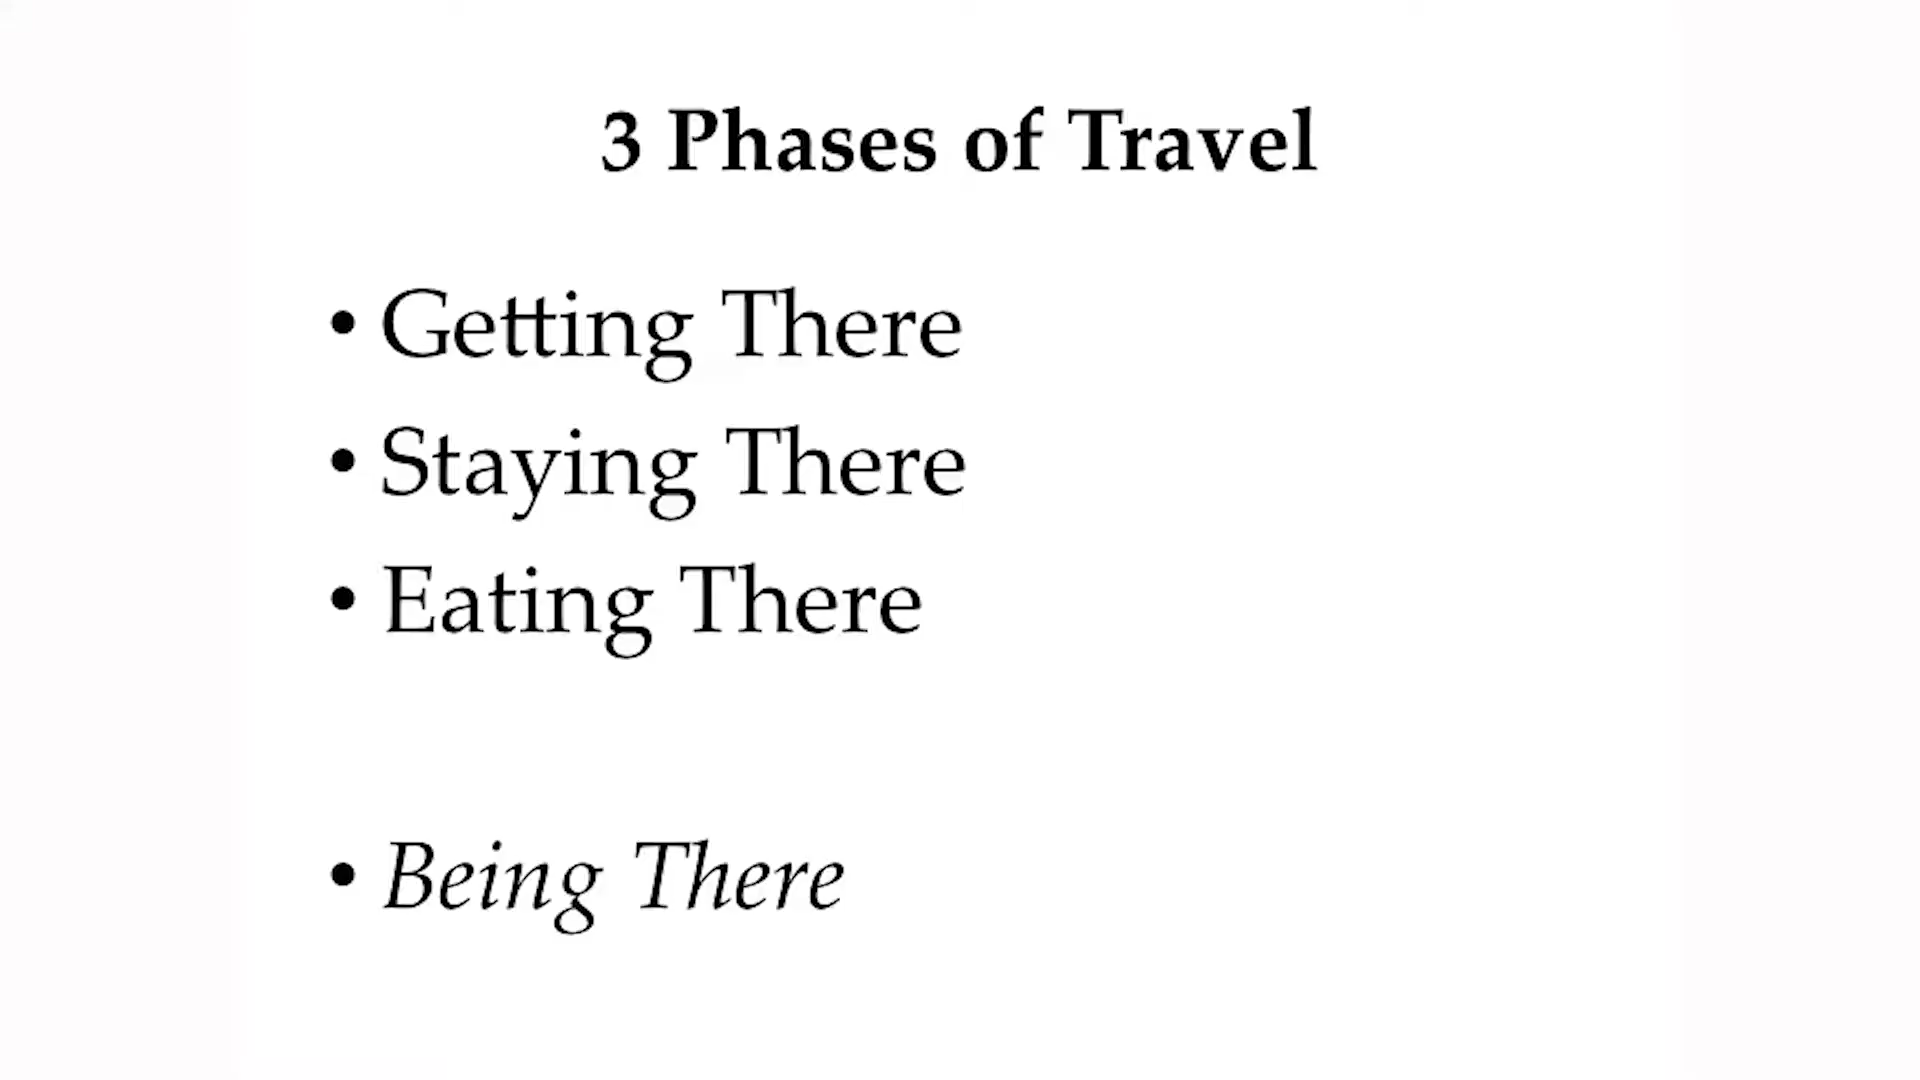 3 Phases of Travel
• Getting There
• Staying There
• Eating There
• Being There